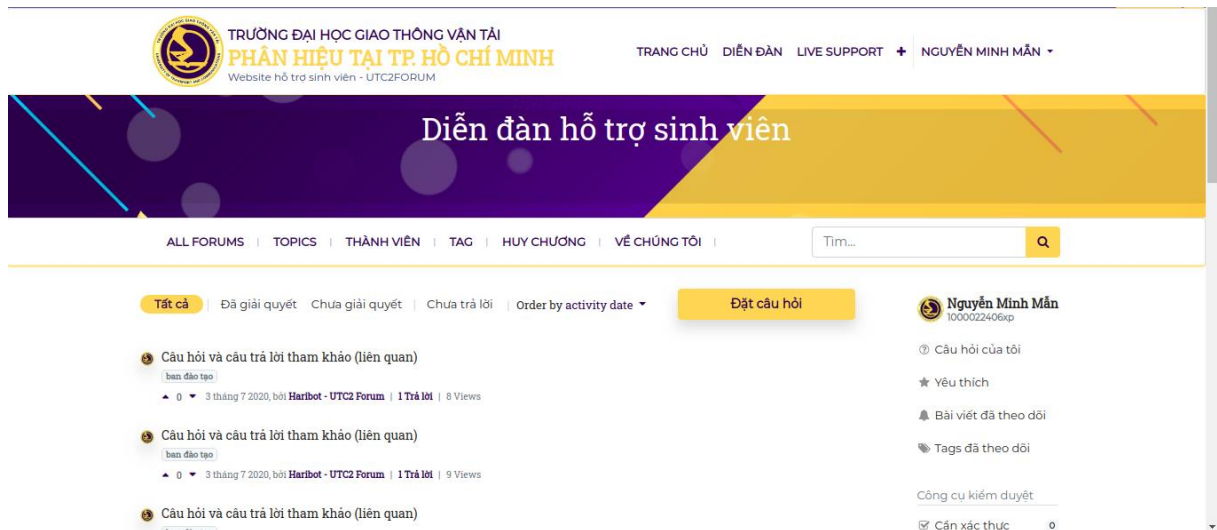 TRƯỜNG ĐẠI HỌC GIAO THÔNG VẬN TẢI
PHÂN HIỆU TẠI TP. HỒ CHÍ MINH
Website hỗ trợ sinh viên - UTC2FORUM
TRANG CHỦ DIỄN ĐÀN LIVE SUPPORT + NGUYỄN MINH MẪN
Diễn đàn hỗ trợ sinh viên
ALL FORUMS | TOPICS | THÀNH VIÊN | TAG | HUY CHƯƠNG | VỀ CHÚNG TÔI |
Tìm...
Tất cả | Đã giải quyết Chưa giải quyết | Chưa trả lời | Order by activity date
Đặt câu hỏi
Câu hỏi và câu trả lời tham khảo (liên quan)
ban đào tạo
0 3 tháng 7 2020, bởi Haribot - UTC2 Forum | 1 Trả lời | 8 Views
Câu hỏi và câu trả lời tham khảo (liên quan)
ban đào tạo
0 3 tháng 7 2020, bởi Haribot - UTC2 Forum | 1 Trả lời | 9 Views
Câu hỏi và câu trả lời tham khảo (liên quan)
Nguyễn Minh Mẫn
1000022406xp
Câu hỏi của tôi
Yêu thích
Bài viết đã theo dõi
Tags đã theo dõi
Công cụ kiểm duyệt
Cần xác thực 0